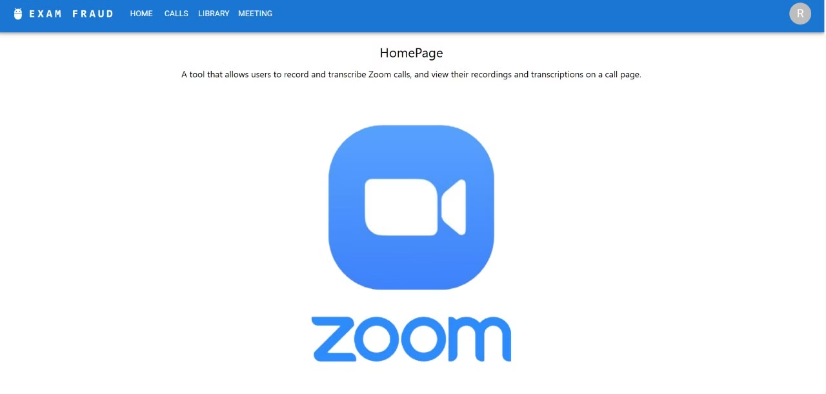 EXAM FRAUD HOME CALLS LIBRARY MEETING R
HomePage
A tool that allows users to record and transcribe Zoom calls, and view their recordings and transcriptions on a call page.
zoom